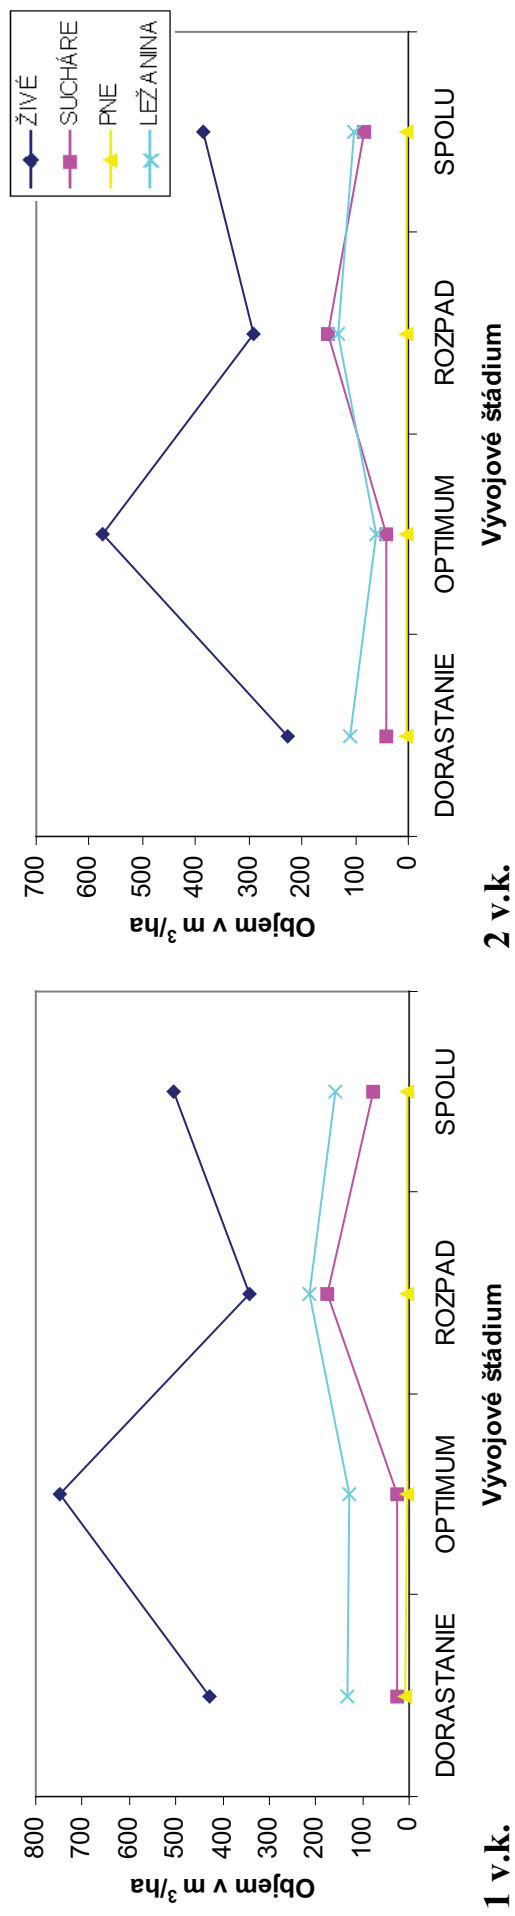 800
700
600
500
400
300
200
100
0
Objem v m³/ha
DORASTANIE OPTIMUM ROZPAD SPOLU
Vývojové štádium
1 v.k.
ŽIVÉ
SUCHÁRE
PNE
LEŽANINA
700
600
500
400
300
200
100
0
Objem v m³/ha
DORASTANIE OPTIMUM ROZPAD SPOLU
Vývojové štádium
2 v.k.